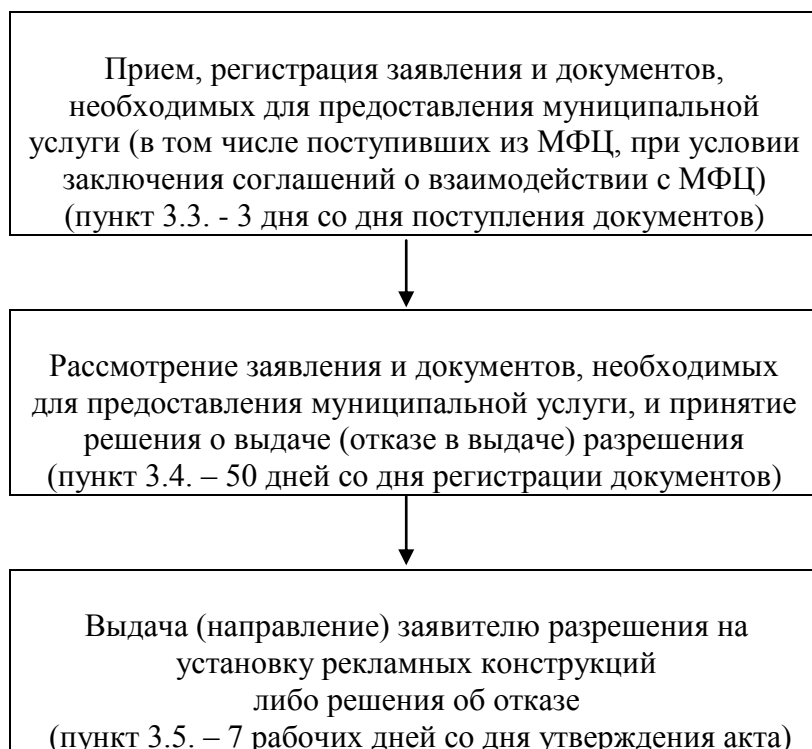 Прием, регистрация заявления и документов,
необходимых для предоставления муниципальной
услуги (в том числе поступивших из МФЦ, при условии
заключения соглашений о взаимодействии с МФЦ)
(пункт 3.3. - 3 дня со дня поступления документов)
Рассмотрение заявления и документов, необходимых
для предоставления муниципальной услуги, и принятие
решения о выдаче (отказе в выдаче) разрешения
(пункт 3.4. – 50 дней со дня регистрации документов)
Выдача (направление) заявителю разрешения на
установку рекламных конструкций
либо решения об отказе
(пункт 3.5. – 7 рабочих дней со дня утверждения акта)